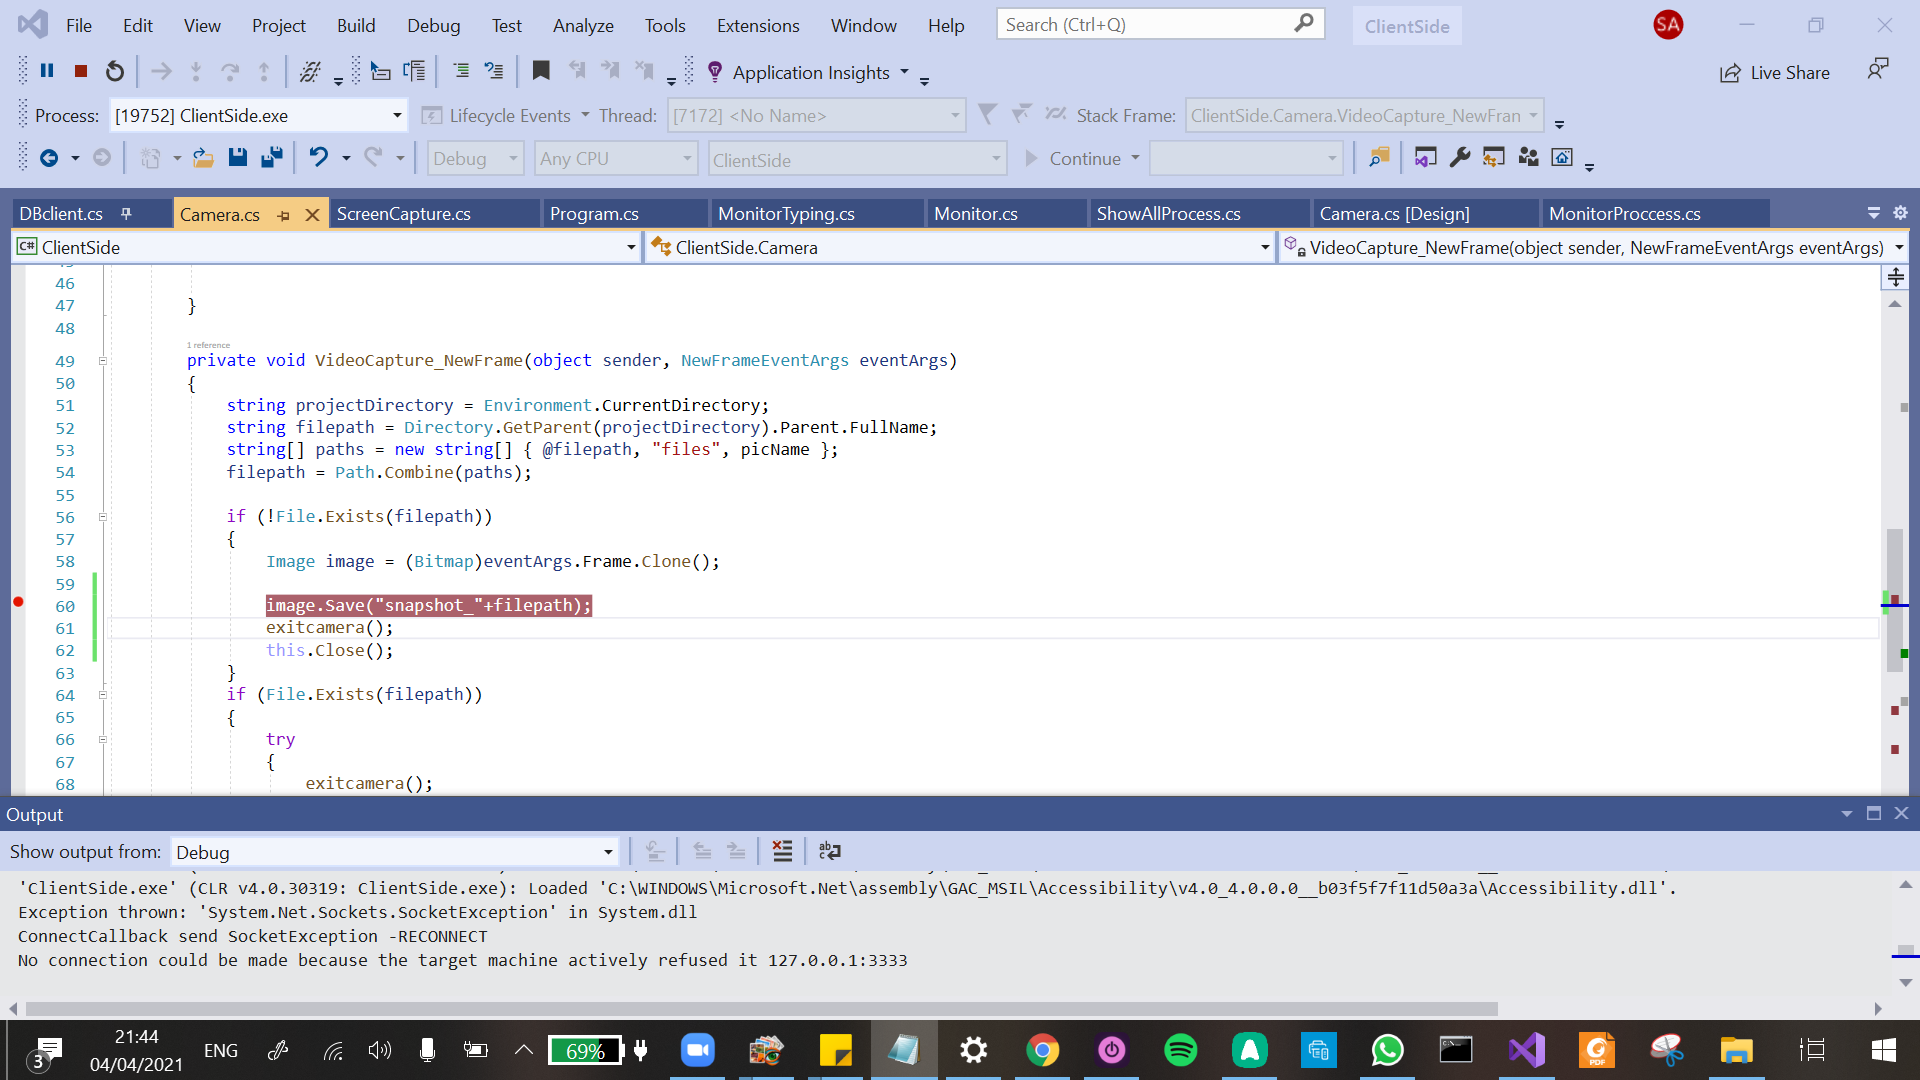 File Edit View Project Build Debug Test Analyze Tools Extensions Window Help Search (Ctrl+Q) ClientSide SA
Application Insights Live Share
Process: [19752] ClientSide.exe Lifecycle Events Thread: [7172] <No Name> Stack Frame: ClientSide.Camera.VideoCapture_NewFran
Debug Any CPU ClientSide Continue
DBclient.cs Camera.cs ScreenCapture.cs Program.cs MonitorTyping.cs Monitor.cs ShowAllProcess.cs Camera.cs [Design] MonitorProccess.cs
C# ClientSide ClientSide.Camera VideoCapture_NewFrame(object sender, NewFrameEventArgs eventArgs)
46
47 }
48
1 reference
49 private void VideoCapture_NewFrame(object sender, NewFrameEventArgs eventArgs)
50 {
51 string projectDirectory = Environment.CurrentDirectory;
52 string filepath = Directory.GetParent(projectDirectory).Parent.FullName;
53 string[] paths = new string[] { @filepath, "files", picName };
54 filepath = Path.Combine(paths);
55
56 if (!File.Exists(filepath))
57 {
58 Image image = (Bitmap)eventArgs.Frame.Clone();
59
60 image.Save("snapshot_"+filepath);
61 exitcamera();
62 this.Close();
63 }
64 if (File.Exists(filepath))
65 {
66 try
67 {
68 exitcamera();
Output
Show output from: Debug
'ClientSide.exe' (CLR v4.0.30319: ClientSide.exe): Loaded 'C:\WINDOWS\Microsoft.Net\assembly\GAC_MSIL\Accessibility\v4.0_4.0.0.0__b03f5f7f11d50a3a\Accessibility.dll'.
Exception thrown: 'System.Net.Sockets.SocketException' in System.dll
ConnectCallback send SocketException -RECONNECT
No connection could be made because the target machine actively refused it 127.0.0.1:3333
3 21:44 ENG 69% PDF
04/04/2021